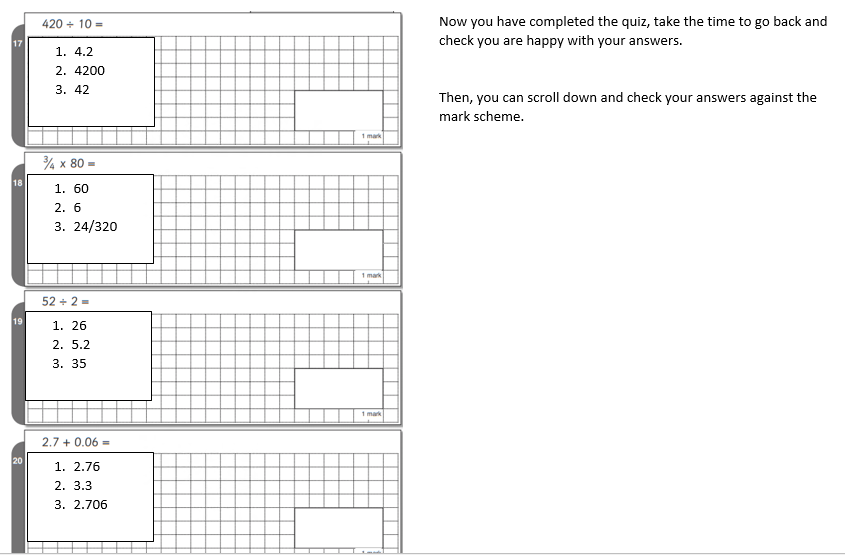 420 ÷ 10 =
17
1. 4.2
2. 4200
3. 42
1 mark
¾ x 80 =
18
1. 60
2. 6
3. 24/320
1 mark
52 ÷ 2 =
19
1. 26
2. 5.2
3. 35
1 mark
2.7 + 0.06 =
20
1. 2.76
2. 3.3
3. 2.706
Now you have completed the quiz, take the time to go back and
check you are happy with your answers.
Then, you can scroll down and check your answers against the
mark scheme.